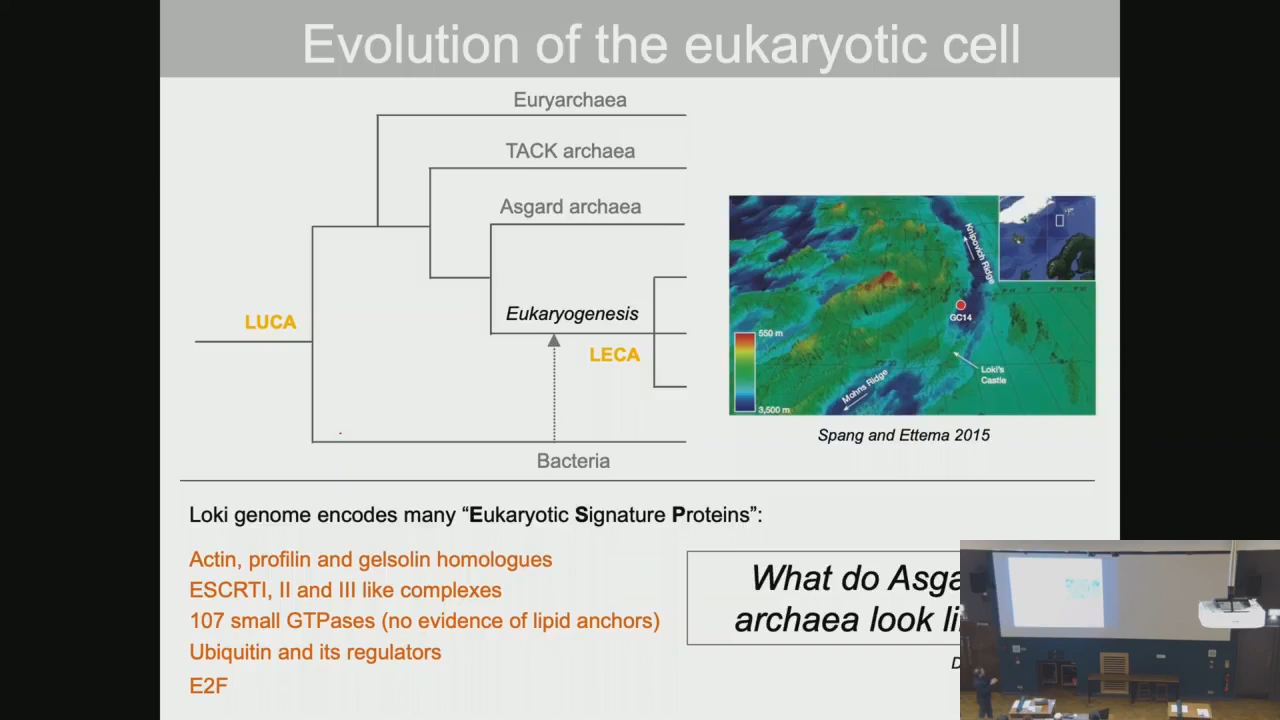 Evolution of the eukaryotic cell
Euryarchaea
TACK archaea
Asgard archaea
Eukaryogenesis
LUCA
LECA
Bacteria
Knipovich Ridge
GC14
550 m
Loki's
Castle
Mohns Ridge
3,500 m
Spang and Ettema 2015
Loki genome encodes many “Eukaryotic Signature Proteins”:
Actin, profilin and gelsolin homologues
ESCRTI, II and III like complexes
107 small GTPases (no evidence of lipid anchors)
Ubiquitin and its regulators
E2F
What do Asga
archaea look li
D